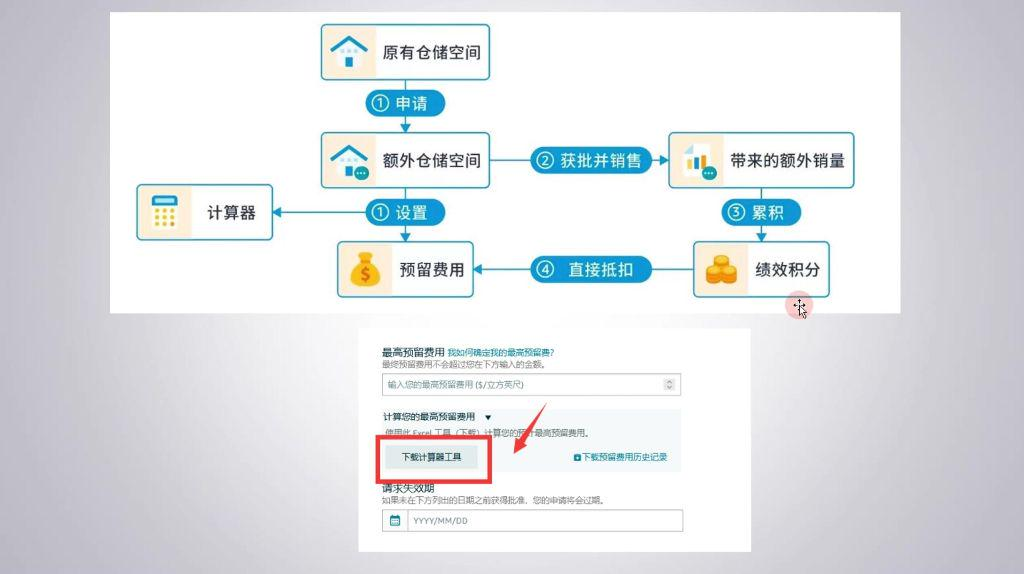 原有仓储空间
① 申请
额外仓储空间
② 获批并销售
带来的额外销量
计算器
① 设置
③ 累积
预留费用
④ 直接抵扣
绩效积分
最高预留费用 我如何确定我的最高预留费?
最终预留费用不会超过您在下方输入的金额。
输入您的最高预留费用 ($/立方英尺)
计算您的最高预留费用
使用此 Excel 工具（下载）计算您的预计最高预留费用。
下载计算器工具
下载预留费用历史记录
请求失效期
如果未在下方列出的日期之前获得批准，您的申请将会过期。
YYYY/MM/DD